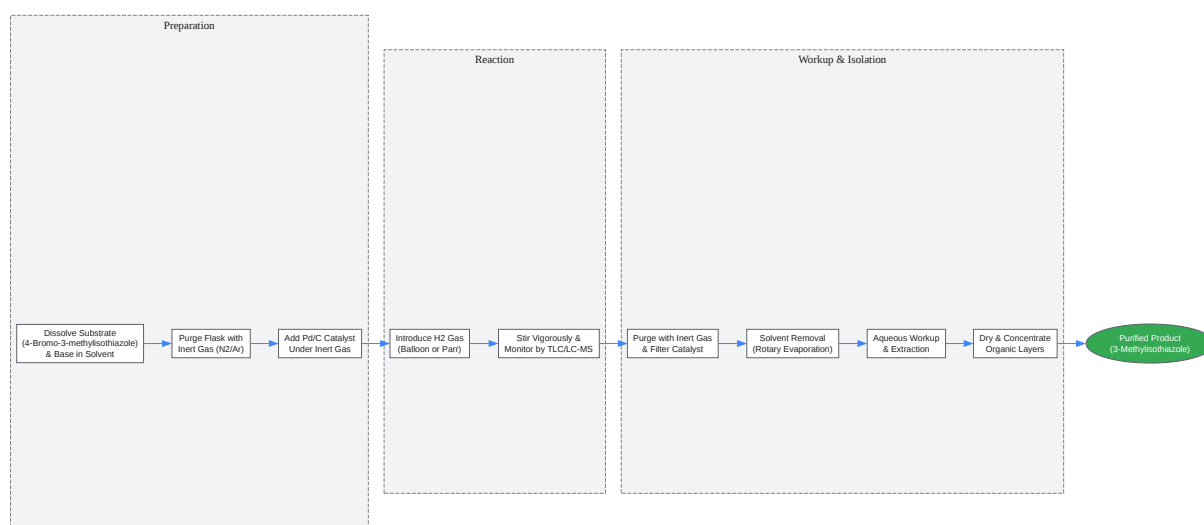 Preparation
Reaction
Workup & Isolation
Dissolve Substrate
(4-Bromo-3-methylisothiazole)
& Base in Solvent
Purge Flask with
Inert Gas (N2/Ar)
Add Pd/C Catalyst
Under Inert Gas
Introduce H2 Gas
(Balloon or Parr)
Stir Vigorously &
Monitor by TLC/LC-MS
Purge with Inert Gas
& Filter Catalyst
Solvent Removal
(Rotary Evaporation)
Aqueous Workup
& Extraction
Dry & Concentrate
Organic Layers
Purified Product
(3-Methylisothiazole)